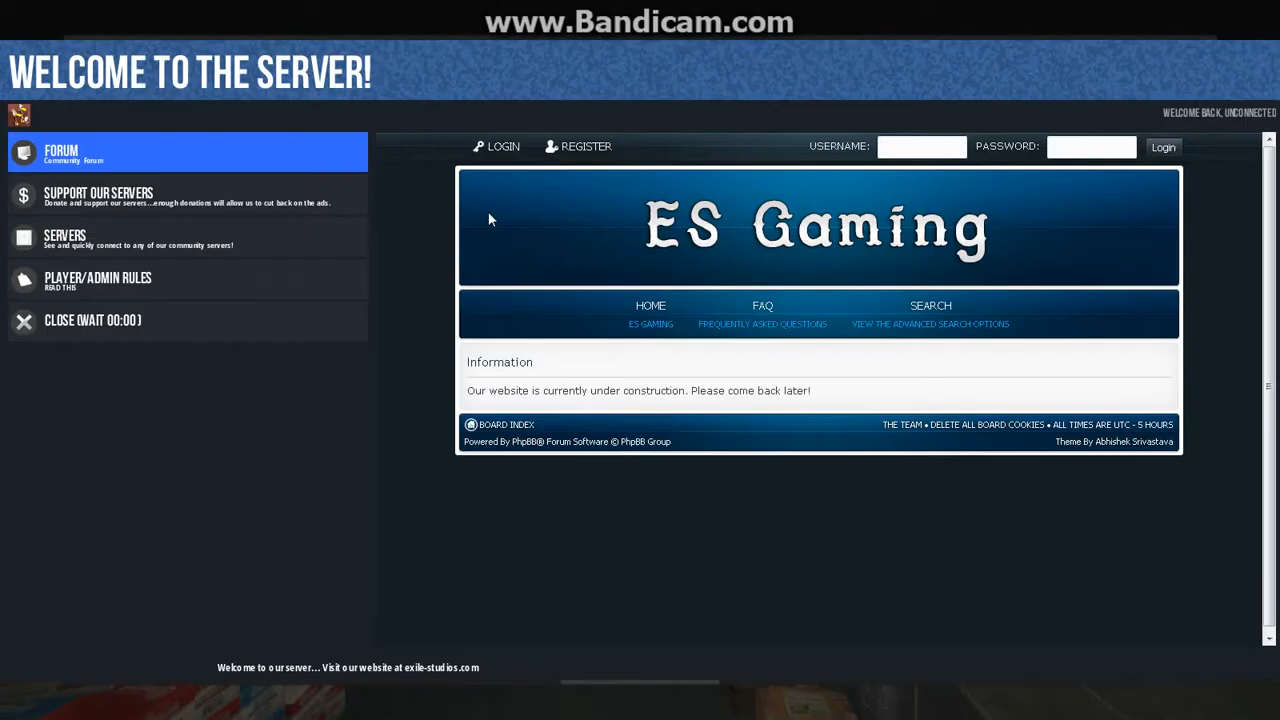 www.Bandicam.com
WELCOME TO THE SERVER!
WELCOME BACK, UNCONNECTED
FORUM
Community Forum
SUPPORT OUR SERVERS
Donate and support our servers...enough donations will allow us to cut back on the ads.
SERVERS
See and quickly connect to any of our community servers!
PLAYER/ADMIN RULES
READ THIS
CLOSE (WAIT 00:00)
LOGIN REGISTER USERNAME: PASSWORD: Login
ES Gaming
HOME FAQ SEARCH
ES GAMING FREQUENTLY ASKED QUESTIONS VIEW THE ADVANCED SEARCH OPTIONS
Information
Our website is currently under construction. Please come back later!
BOARD INDEX THE TEAM • DELETE ALL BOARD COOKIES • ALL TIMES ARE UTC - 5 HOURS
Powered By PhpBB® Forum Software © PhpBB Group Theme By Abhishek Srivastava
Welcome to our server... Visit our website at exile-studios.com